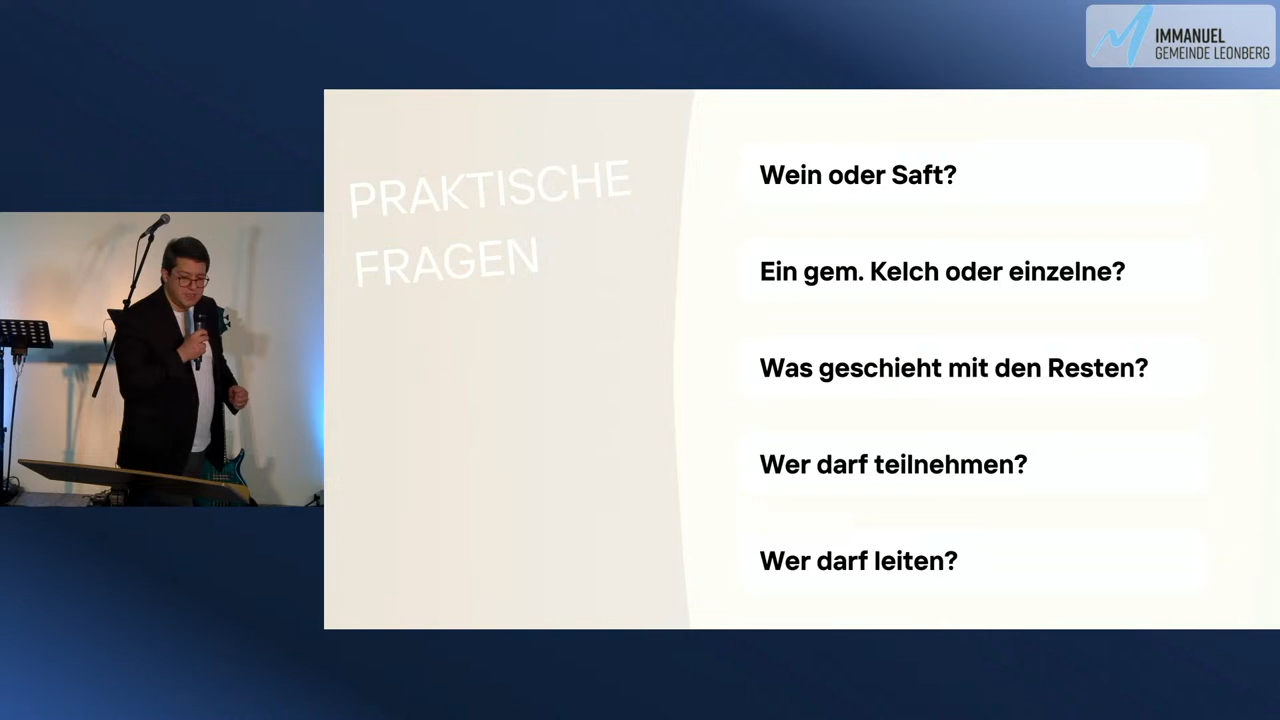 IMMANUEL
GEMEINDE LEONBERG
PRAKTISCHE
FRAGEN
Wein oder Saft?
Ein gem. Kelch oder einzelne?
Was geschieht mit den Resten?
Wer darf teilnehmen?
Wer darf leiten?